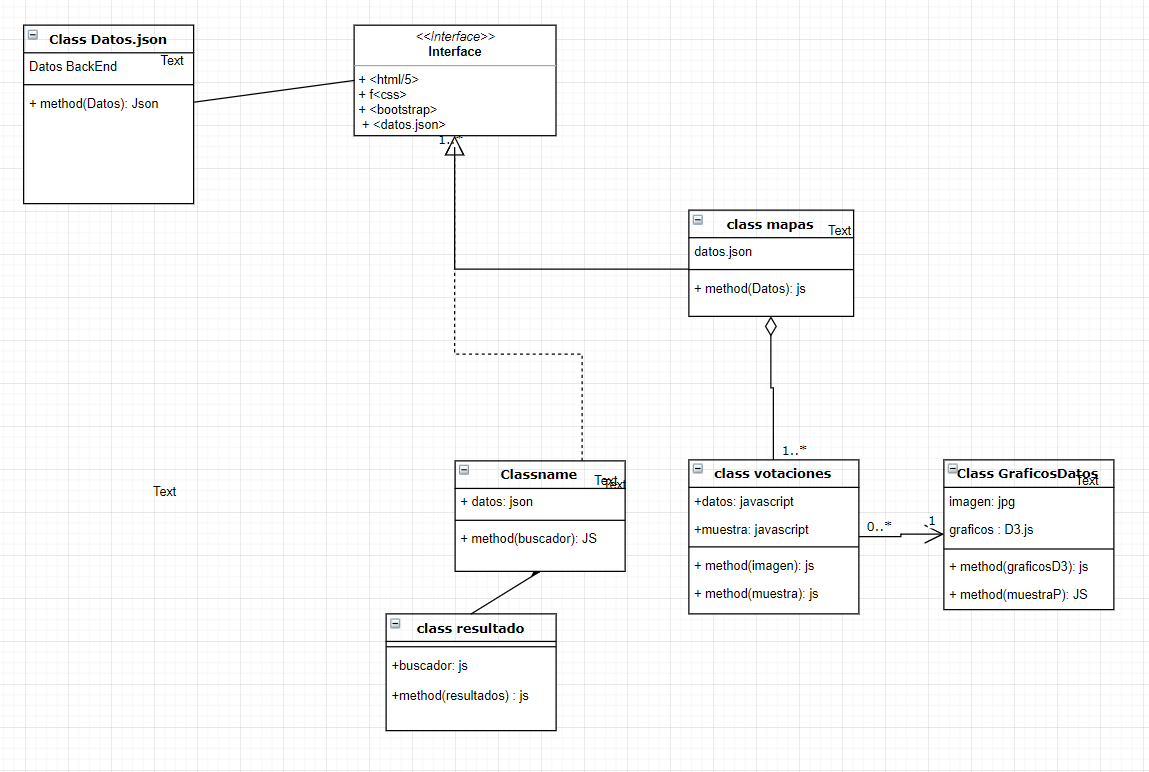 Class Datos.json
Text
Datos BackEnd
+ method(Datos): Json
<<Interface>>
Interface
+ <html/5>
+ f<css>
+ <bootstrap>
+ <datos.json>
1..*
class mapas
Text
datos.json
+ method(Datos): js
1..*
Text
Classname
Text
Text
+ datos: json
+ method(buscador): JS
class votaciones
+datos: javascript
+muestra: javascript
+ method(imagen): js
+ method(muestra): js
0..*
1
Class GraficosDatos
Text
imagen: jpg
graficos : D3.js
+ method(graficosD3): js
+ method(muestraP): JS
class resultado
+buscador: js
+method(resultados) : js